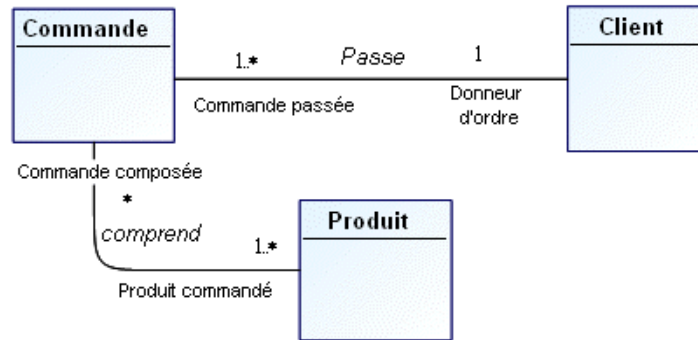 Commande
Client
1..*
Passe
1
Commande passée
Donneur
d'ordre
Commande composée
*
comprend
Produit
1..*
Produit commandé